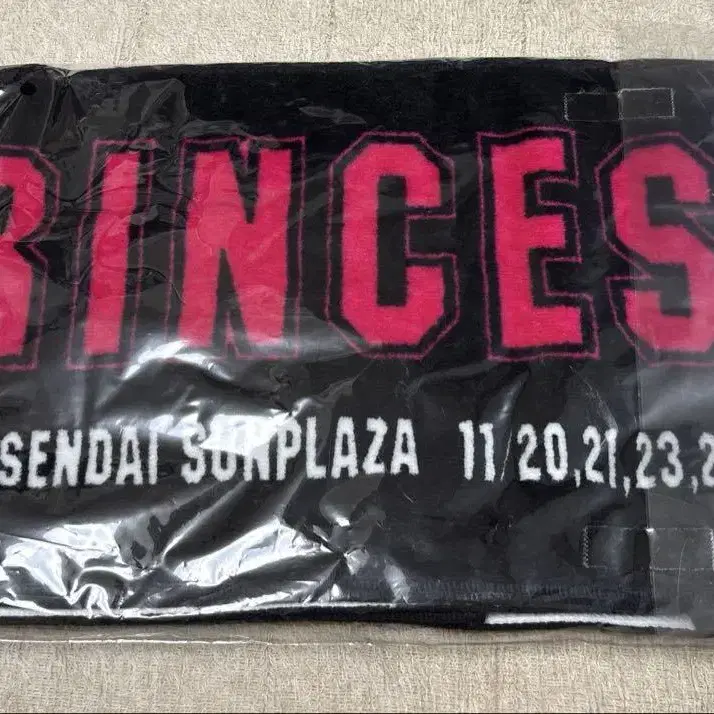 RINCES
SENDAI SUNPLAZA 11/20,21,23,2